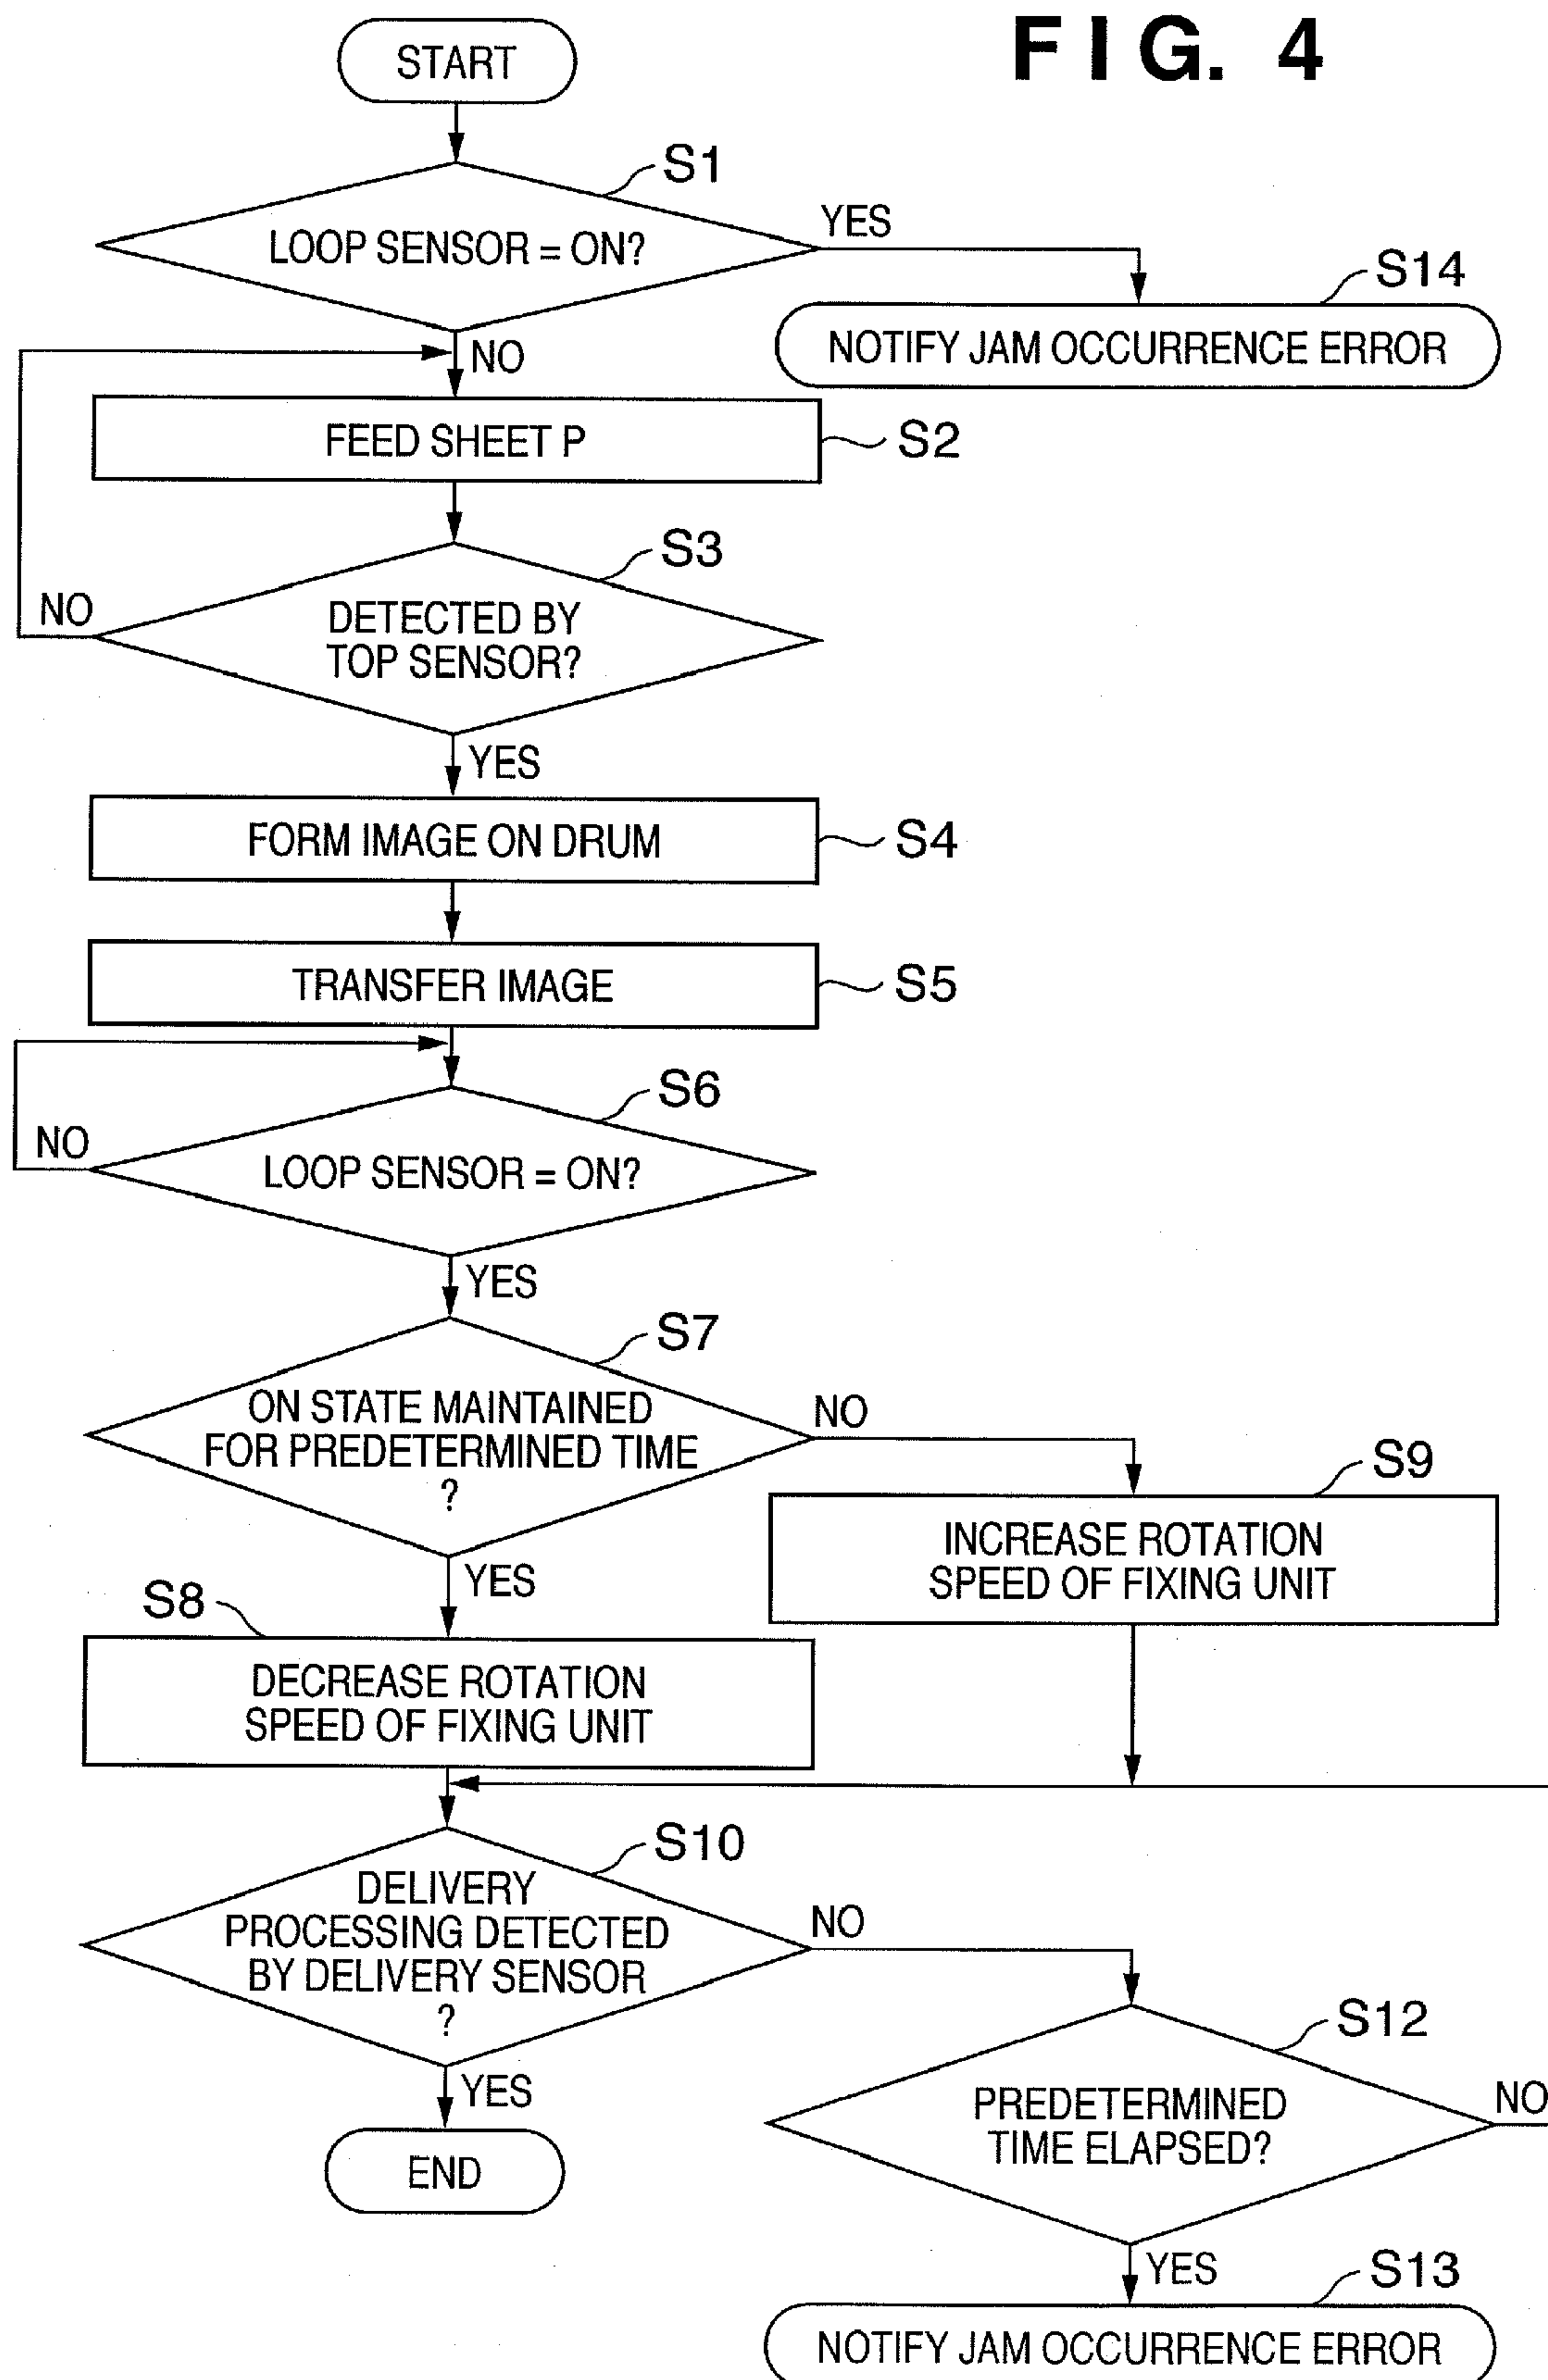 FIG. 4
START
S1
LOOP SENSOR = ON?
YES
S14
NOTIFY JAM OCCURRENCE ERROR
NO
FEED SHEET P
S2
S3
NO
DETECTED BY
TOP SENSOR?
YES
FORM IMAGE ON DRUM
S4
TRANSFER IMAGE
S5
S6
NO
LOOP SENSOR = ON?
YES
S7
ON STATE MAINTAINED
FOR PREDETERMINED TIME
?
NO
S9
INCREASE ROTATION
SPEED OF FIXING UNIT
YES
S8
DECREASE ROTATION
SPEED OF FIXING UNIT
S10
DELIVERY
PROCESSING DETECTED
BY DELIVERY SENSOR
?
NO
S12
PREDETERMINED
TIME ELAPSED?
NO
YES
END
YES
S13
NOTIFY JAM OCCURRENCE ERROR